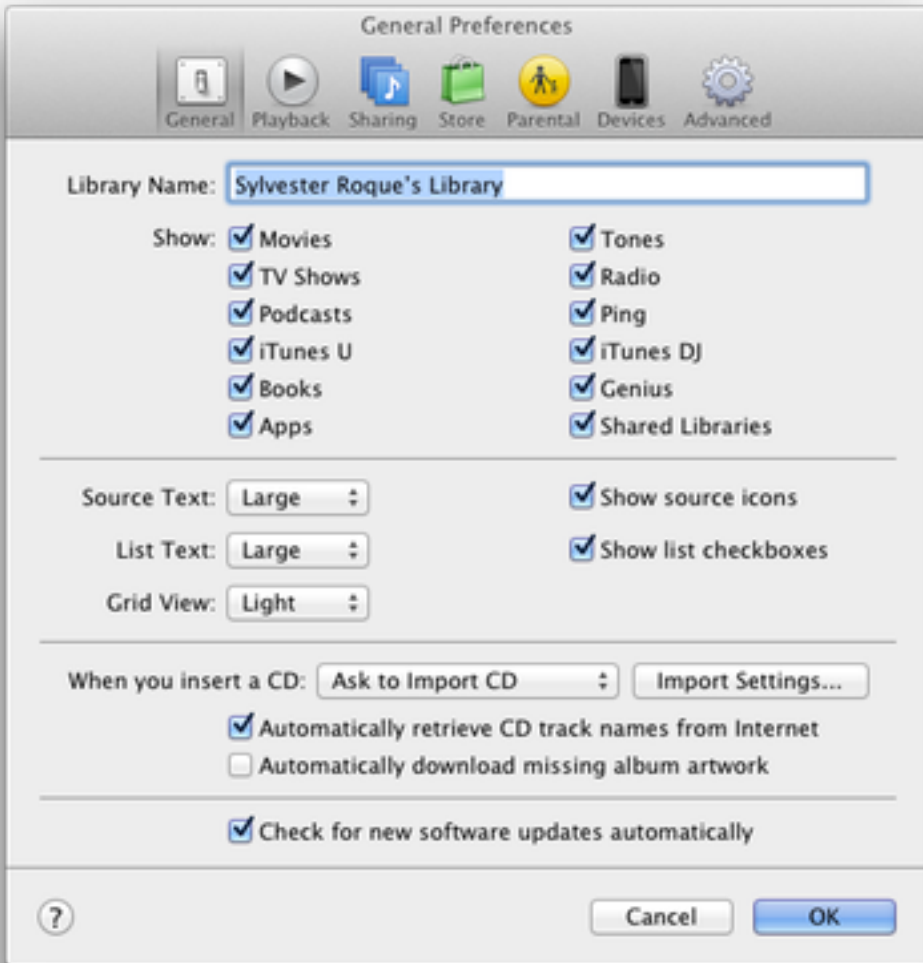 General Preferences
General Playback Sharing Store Parental Devices Advanced
Library Name: Sylvester Roque's Library
Show: Movies Tones
TV Shows Radio
Podcasts Ping
iTunes U iTunes DJ
Books Genius
Apps Shared Libraries
Source Text: Large Show source icons
List Text: Large Show list checkboxes
Grid View: Light
When you insert a CD: Ask to Import CD Import Settings...
Automatically retrieve CD track names from Internet
Automatically download missing album artwork
Check for new software updates automatically
? Cancel OK